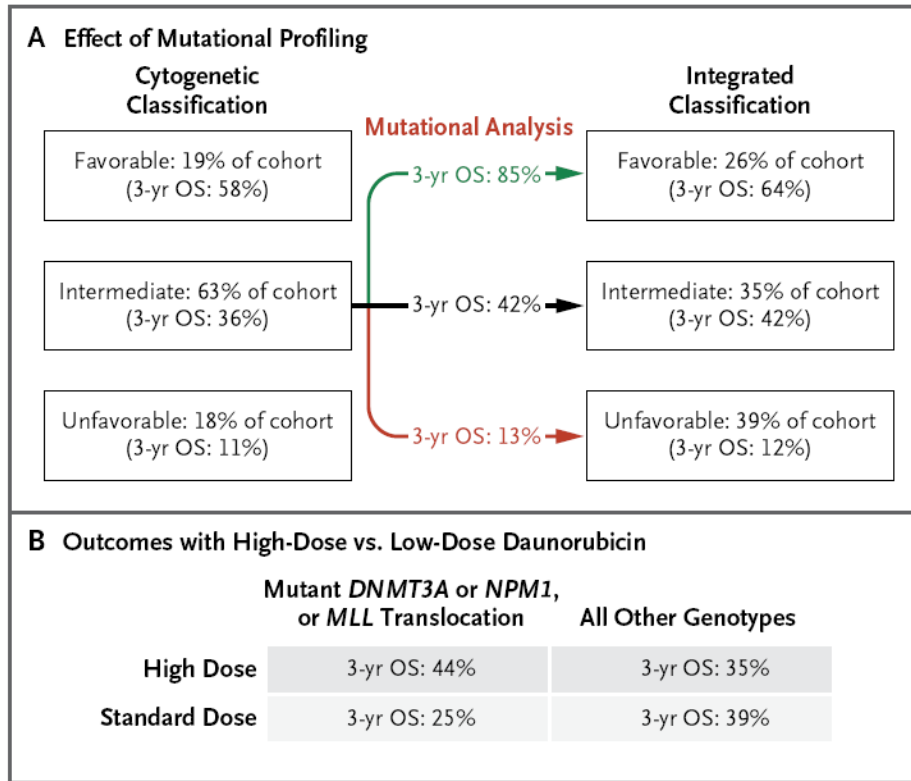 A Effect of Mutational Profiling
Cytogenetic
Classification
Integrated
Classification
Mutational Analysis
Favorable: 19% of cohort
(3-yr OS: 58%)
3-yr OS: 85%
Favorable: 26% of cohort
(3-yr OS: 64%)
Intermediate: 63% of cohort
(3-yr OS: 36%)
3-yr OS: 42%
Intermediate: 35% of cohort
(3-yr OS: 42%)
Unfavorable: 18% of cohort
(3-yr OS: 11%)
3-yr OS: 13%
Unfavorable: 39% of cohort
(3-yr OS: 12%)
B Outcomes with High-Dose vs. Low-Dose Daunorubicin
Mutant DNMT3A or NPM1,
or MLL Translocation
All Other Genotypes
High Dose
3-yr OS: 44%
3-yr OS: 35%
Standard Dose
3-yr OS: 25%
3-yr OS: 39%